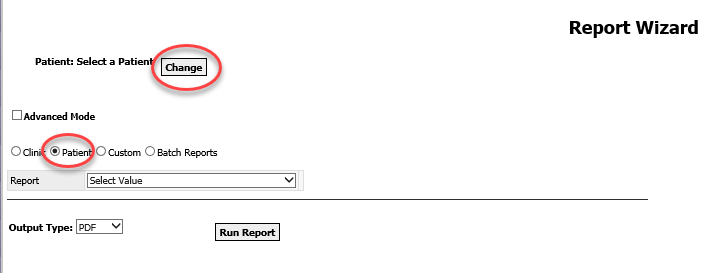 Report Wizard
Patient: Select a Patient Change
Advanced Mode
Clinic Patient Custom Batch Reports
Report Select Value
Output Type: PDF Run Report